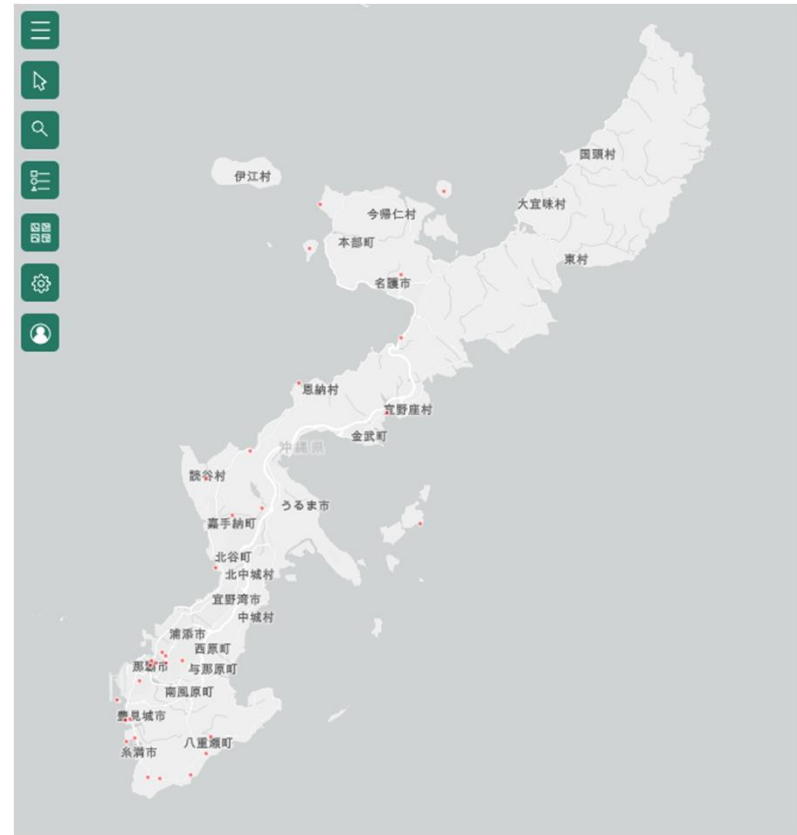 国頭村
伊江村
大宜味村
今帰仁村
本部町
東村
名護市
恩納村
宜野座村
金武町
沖縄県
読谷村
うるま市
嘉手納町
北谷町
北中城村
宜野湾市
中城村
浦添市
西原町
那覇市
与那原町
南風原町
豊見城市
八重瀬町
糸満市